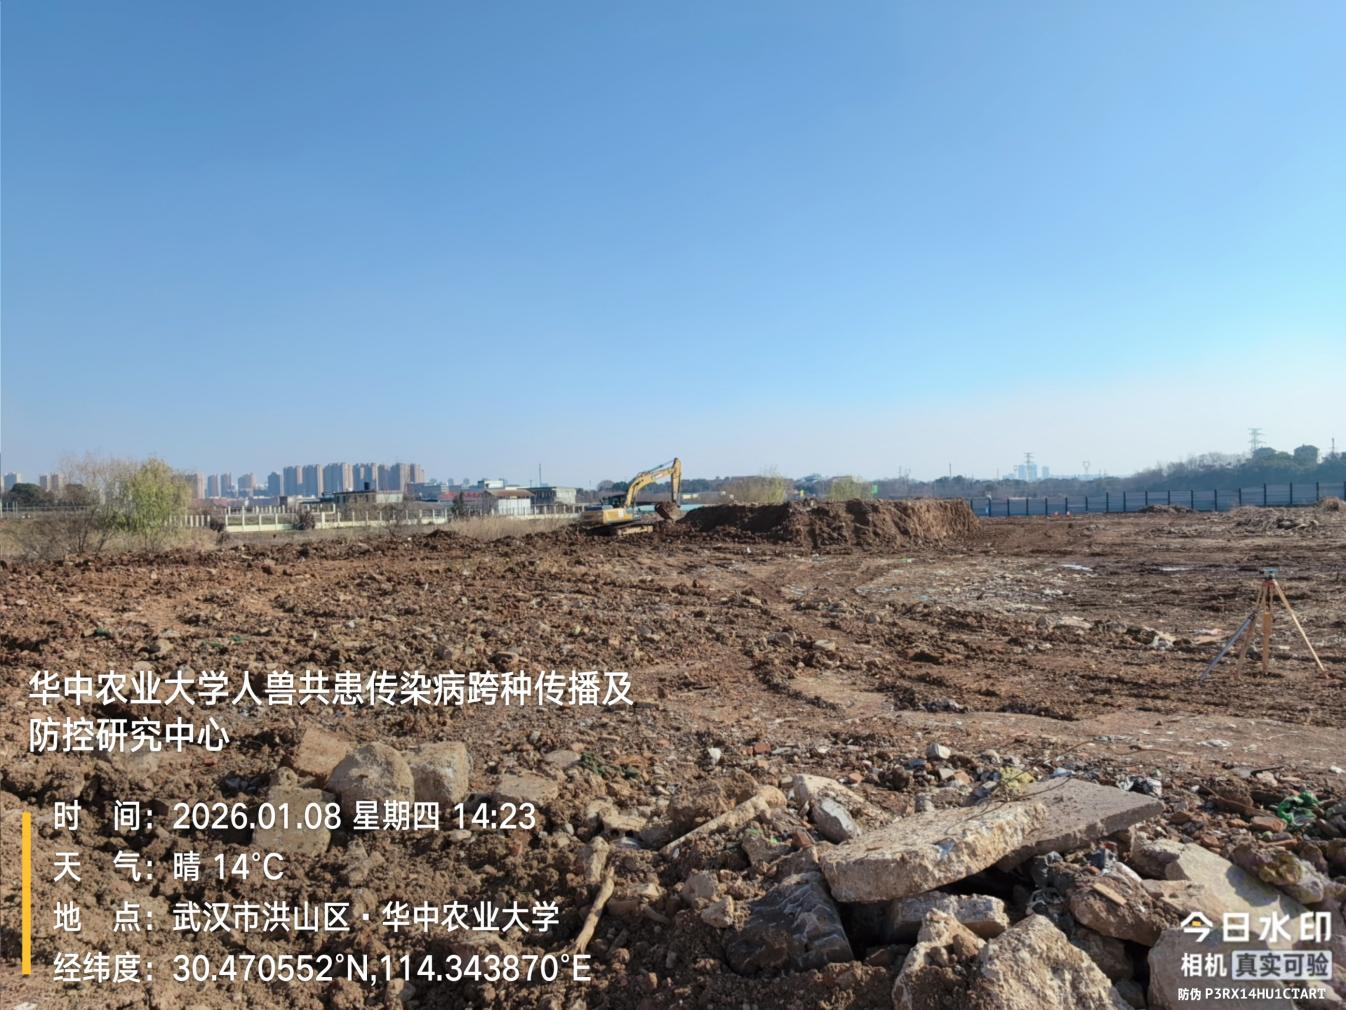 华中农业大学人兽共患传染病跨种传播及
防控研究中心
时 间：2026.01.08 星期四 14:23
天 气：晴 14°C
地 点：武汉市洪山区·华中农业大学
经纬度：30.470552°N,114.343870°E
今日水印
相机 真实可验
防伪 P3RX14HU1CTART